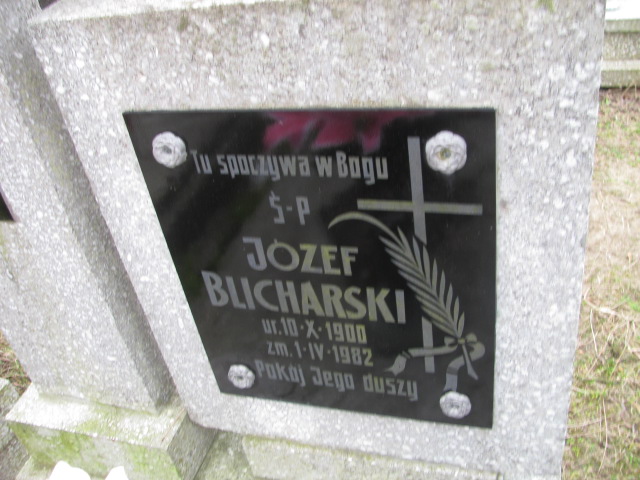 Tu spoczywa w Bogu
Ś-P
JÓZEF
BLICHARSKI
ur.10·X·1900
zm.1·IV·1982
Pokój Jego duszy